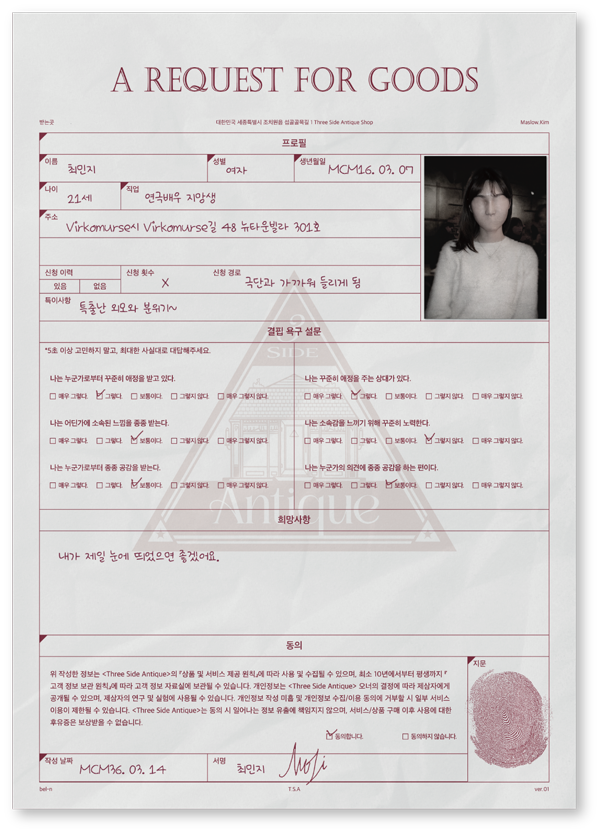 A REQUEST FOR GOODS
받는곳
대한민국 세종특별시 조치원읍 섭골골목길 | Three Side Antique Shop
Maslow.Kim
프로필
이름 최민지
성별 여자
생년월일 MCM16. 03. 07
나이 21세
직업 연극배우 지망생
주소 Virkomurse시 Virkomurse길 48 뉴타운빌라 301호
신청 이력 있음 없음
신청 횟수 X
신청 경로 극단과 가까워 들리게 됨
특이사항 특출난 외모와 분위기~
결핍 욕구 설문
*5초 이상 고민하지 말고, 최대한 사실대로 대답해주세요.
나는 누군가로부터 꾸준히 애정을 받고 있다.
매우 그렇다. 그렇다. 보통이다. 그렇지 않다. 매우 그렇지 않다.
나는 꾸준히 애정을 주는 상대가 있다.
매우 그렇다. 그렇다. 보통이다. 그렇지 않다. 매우 그렇지 않다.
나는 어딘가에 소속된 느낌을 종종 받는다.
매우 그렇다. 그렇다. 보통이다. 그렇지 않다. 매우 그렇지 않다.
나는 소속감을 느끼기 위해 꾸준히 노력한다.
매우 그렇다. 그렇다. 보통이다. 그렇지 않다. 매우 그렇지 않다.
나는 누군가로부터 종종 공감을 받는다.
매우 그렇다. 그렇다. 보통이다. 그렇지 않다. 매우 그렇지 않다.
나는 누군가의 의견에 종종 공감을 하는 편이다.
매우 그렇다. 그렇다. 보통이다. 그렇지 않다. 매우 그렇지 않다.
3
SIDE
Antique
희망사항
내가 제일 눈에 띄었으면 좋겠어요.
동의
위 작성한 정보는 <Three Side Antique>의 『상품 및 서비스 제공 원칙』에 따라 사용 및 수집될 수 있으며, 최소 10년에서부터 평생까지 『
고객 정보 보관 원칙』에 따라 고객 정보 자료실에 보관될 수 있습니다. 개인정보는 <Three Side Antique> 오너의 결정에 따라 제삼자에게
공개될 수 있으며, 제삼자의 연구 및 실험에 사용될 수 있습니다. 개인정보 작성 미흡 및 개인정보 수집/이용 동의에 거부할 시 일부 서비스
이용이 제한될 수 있습니다. <Three Side Antique>는 동의 시 일어나는 정보 유출에 책임지지 않으며, 서비스/상품 구매 이후 사용에 대한
후유증은 보상받을 수 없습니다.
동의합니다. 동의하지 않습니다.
지문
작성 날짜 MCM36. 03. 14
서명 최민지
bel-n
T.S.A
ver.01